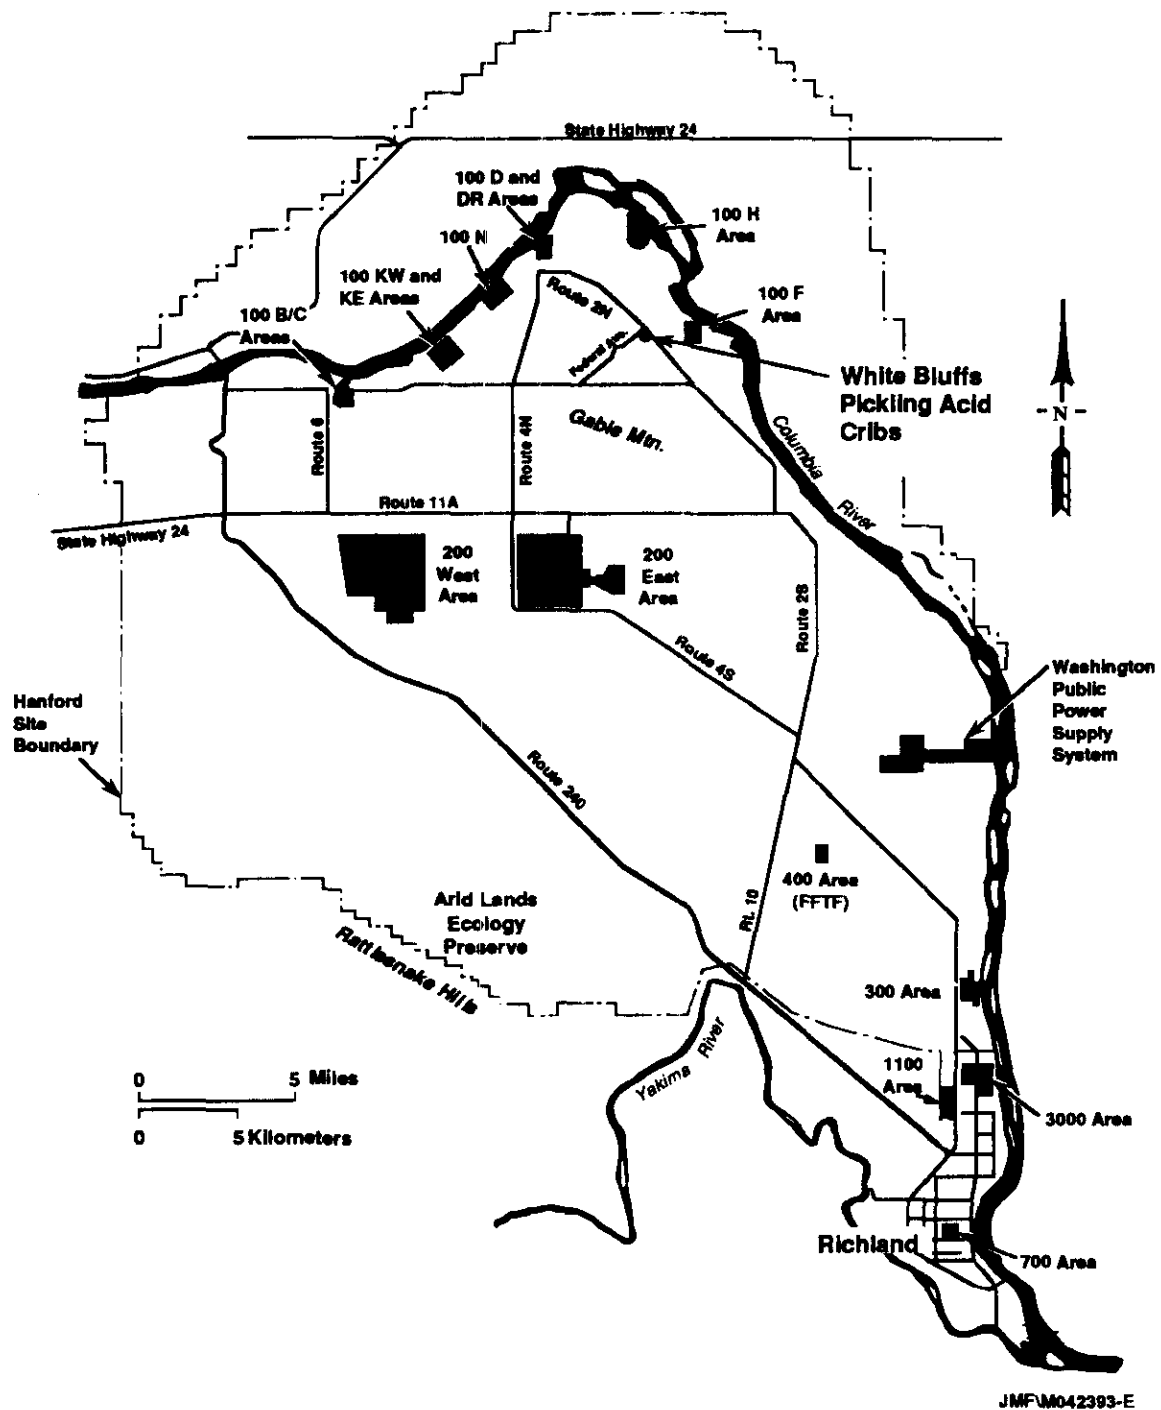 State Highway 24
100 D and
DR Areas
100 H
Area
100 N
100 KW and
KE Areas
Route 2N
100 F
Area
100 B/C
Areas
Federal Ave.
White Bluffs
Pickling Acid
Cribs
N
Gable Mtn.
Columbia
River
Route 6
Route 4N
Route 11A
State Highway 24
200
West
Area
200
East
Area
Route 2S
Route 4S
Washington
Public
Power
Supply
System
Hanford
Site
Boundary
Route 240
400 Area
(FFTF)
Rt. 10
Arid Lands
Ecology
Preserve
Rattlesnake Hills
300 Area
Yakima River
1100
Area
3000 Area
0 5 Miles
0 5 Kilometers
Richland
700 Area
JMF\M042393-E